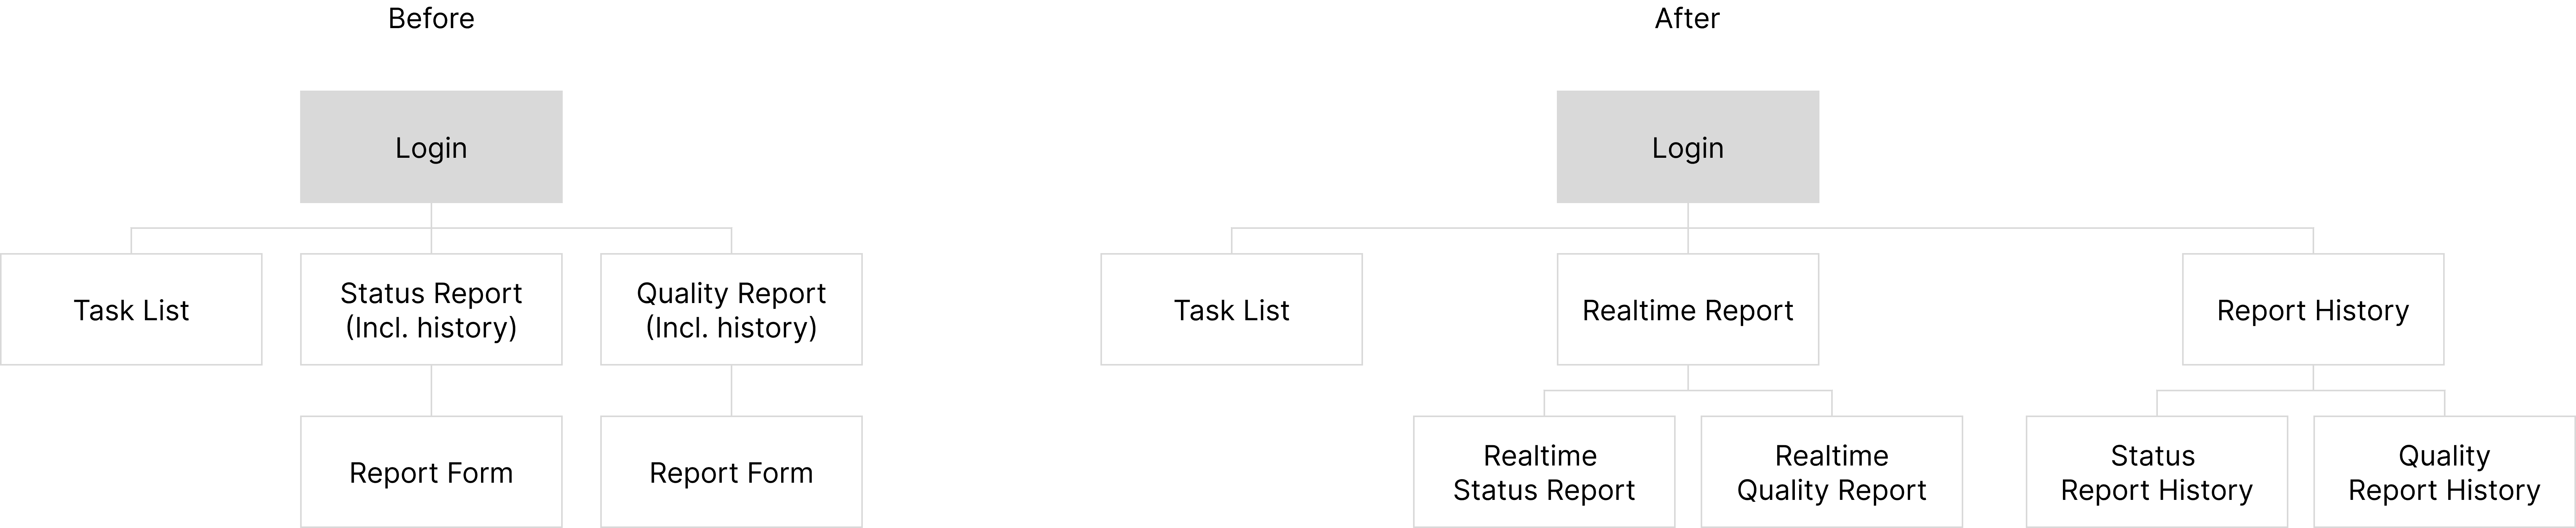 Before
Login
Task List
Status Report
(Incl. history)
Quality Report
(Incl. history)
Report Form
Report Form
After
Login
Task List
Realtime Report
Report History
Realtime
Status Report
Realtime
Quality Report
Status
Report History
Quality
Report History